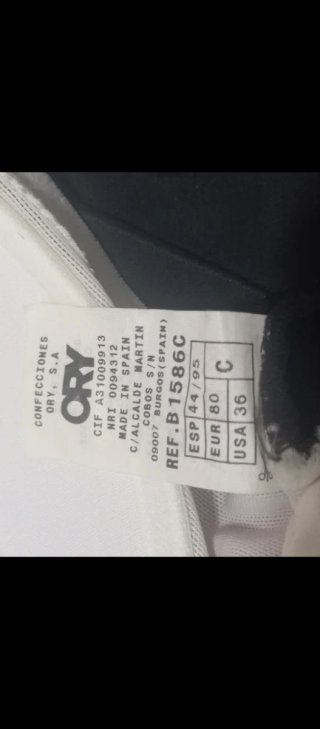 CONFECCIONES
ORY, S.A
ORY
CIF A31009913
NRI 0094312
MADE IN SPAIN
C/ALCALDE MARTIN
COBOS S/N
09007 BURGOS(SPAIN)
REF.B1586C
ESP 44/95
EUR 80 C
USA 36